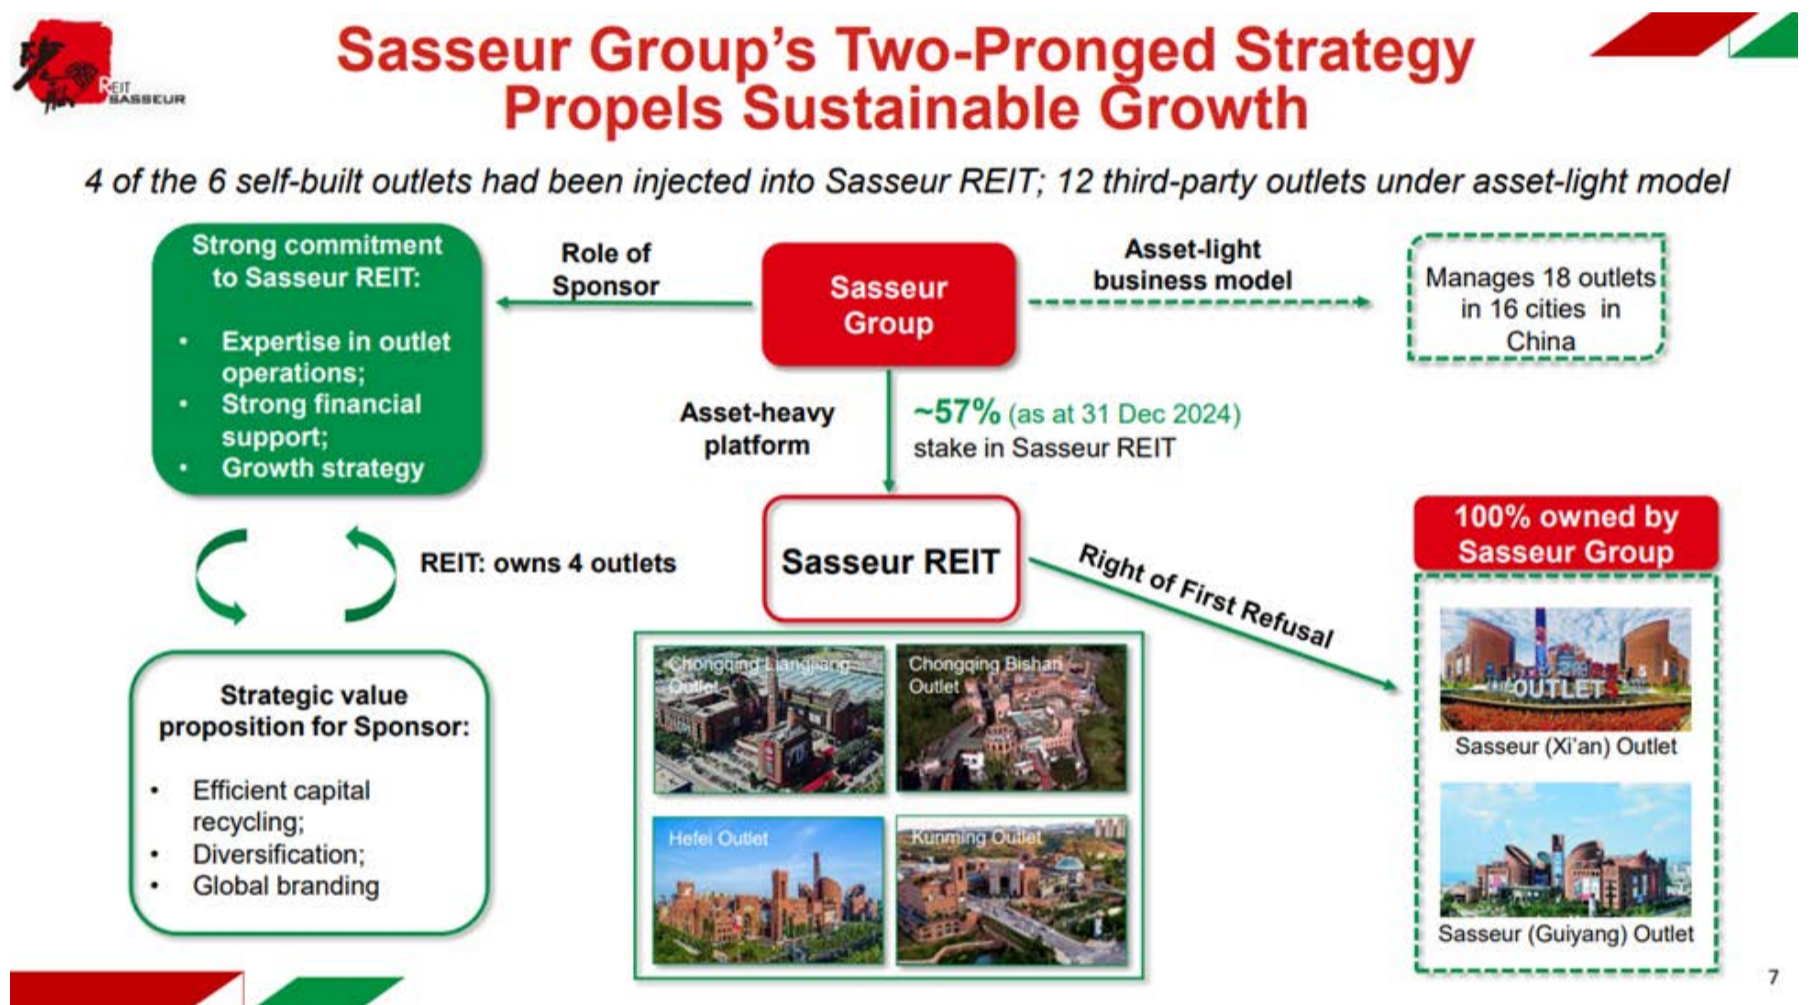 REIT
SASSEUR
Sasseur Group's Two-Pronged Strategy
Propels Sustainable Growth
4 of the 6 self-built outlets had been injected into Sasseur REIT; 12 third-party outlets under asset-light model
Strong commitment
to Sasseur REIT:
• Expertise in outlet
operations;
• Strong financial
support;
• Growth strategy
Role of
Sponsor
Sasseur
Group
Asset-light
business model
Manages 18 outlets
in 16 cities in
China
Asset-heavy
platform
~57% (as at 31 Dec 2024)
stake in Sasseur REIT
REIT: owns 4 outlets
Sasseur REIT
Right of First Refusal
100% owned by
Sasseur Group
Strategic value
proposition for Sponsor:
• Efficient capital
recycling;
• Diversification;
• Global branding
Chongqing Liangjiang
Outlet
Chongqing Bishan
Outlet
Hefei Outlet
Kunming Outlet
OUTLETS
Sasseur (Xi'an) Outlet
Sasseur (Guiyang) Outlet
7